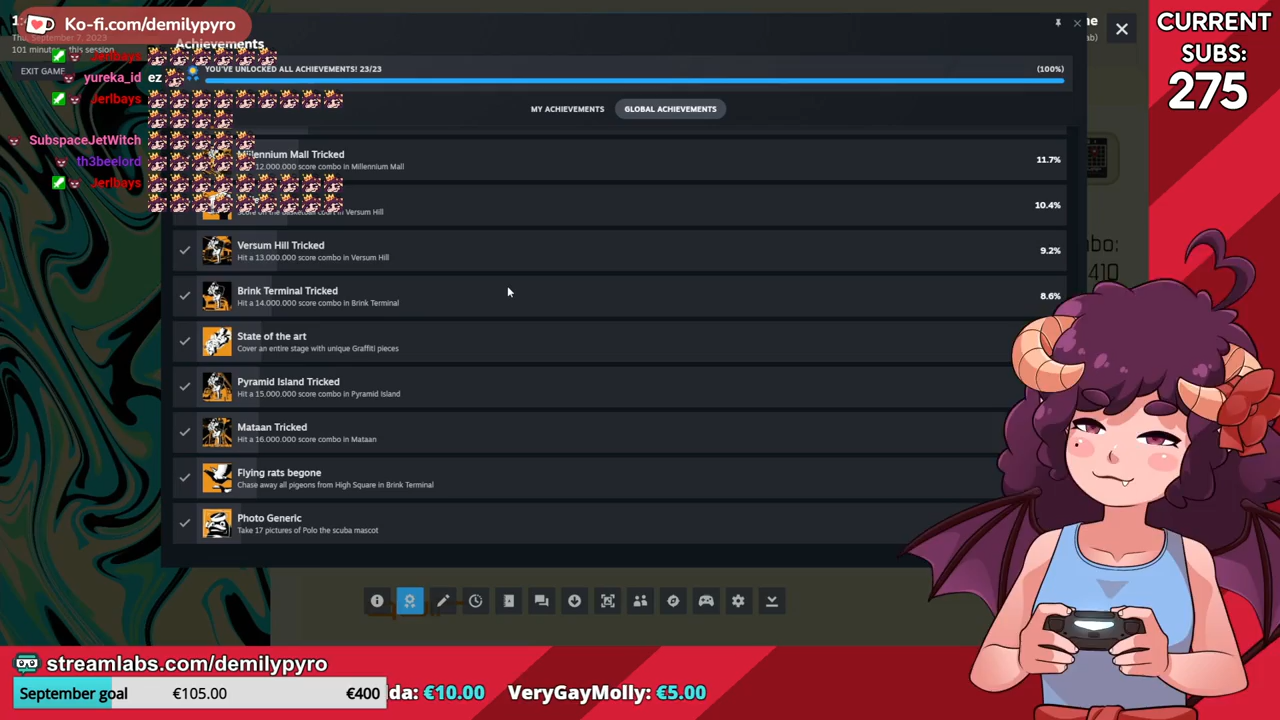 Ko-fi.com/demilypyro
Thu, September 7, 2023
101 minutes
this session
EXIT GAME
Jerlbays
yureka_id ez
Jerlbays
SubspaceJetWitch
th3beelord
Jerlbays
Achievements
YOU'VE UNLOCKED ALL ACHIEVEMENTS! 23/23 (100%)
MY ACHIEVEMENTS GLOBAL ACHIEVEMENTS
Millennium Mall Tricked
12.000.000 score combo in Millennium Mall
11.7%
in Versum Hill
10.4%
Versum Hill Tricked
Hit a 13.000.000 score combo in Versum Hill
9.2%
Brink Terminal Tricked
Hit a 14.000.000 score combo in Brink Terminal
8.6%
State of the art
Cover an entire stage with unique Graffiti pieces
Pyramid Island Tricked
Hit a 15.000.000 score combo in Pyramid Island
Mataan Tricked
Hit a 16.000.000 score combo in Mataan
Flying rats begone
Chase away all pigeons from High Square in Brink Terminal
Photo Generic
Take 17 pictures of Polo the scuba mascot
CURRENT
SUBS:
275
streamlabs.com/demilypyro
September goal €105.00 €400
da: €10.00 VeryGayMolly: €5.00